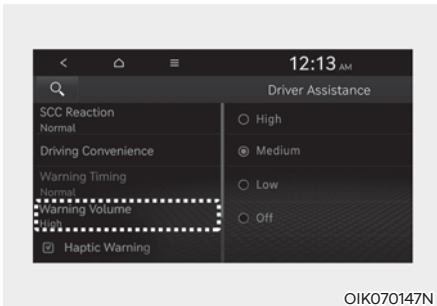 12:13 AM
Driver Assistance
SCC Reaction
Normal
Driving Convenience
Warning Timing
Normal
Warning Volume
High
Haptic Warning
High
Medium
Low
Off
OIK070147N